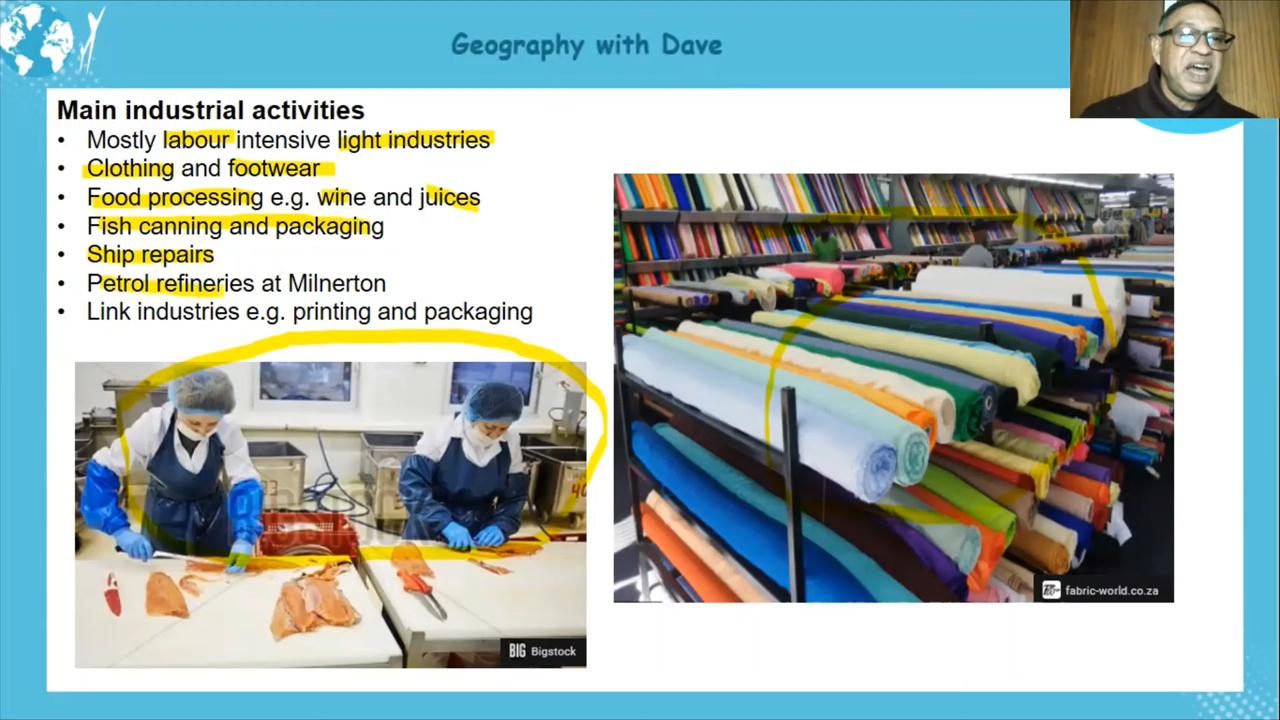 Geography with Dave
Main industrial activities
• Mostly labour intensive light industries
• Clothing and footwear
• Food processing e.g. wine and juices
• Fish canning and packaging
• Ship repairs
• Petrol refineries at Milnerton
• Link industries e.g. printing and packaging
BIG Bigstock
fabric-world.co.za